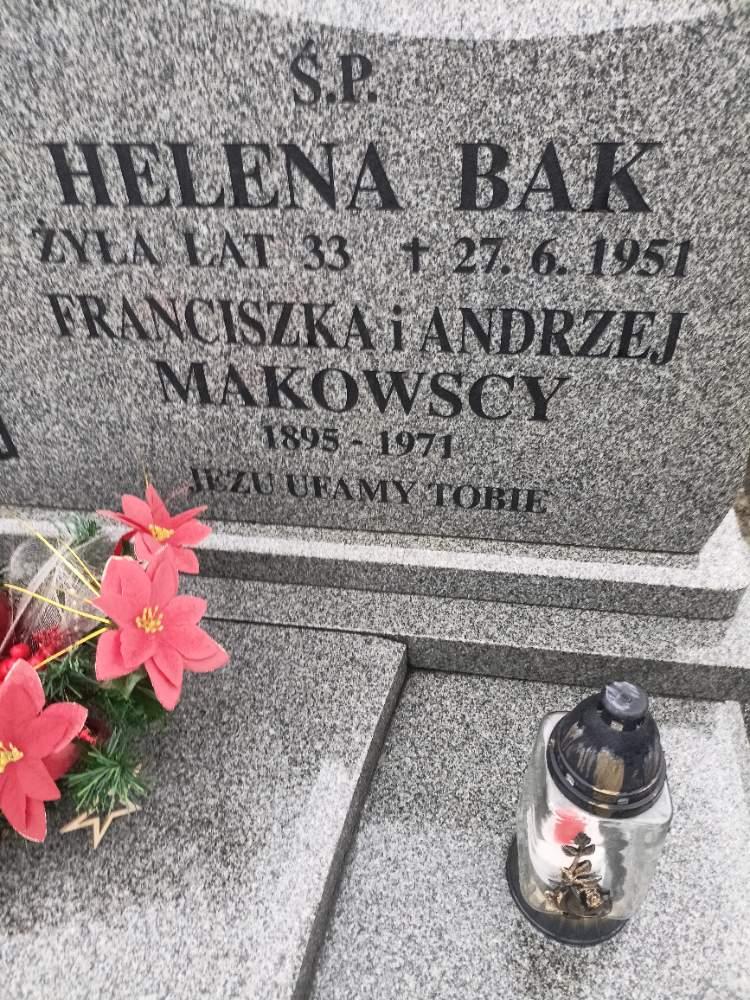 Ś.P.
HELENA BAK
ŻYŁA LAT 33 ✝ 27. 6. 1951
FRANCISZKA i ANDRZEJ
MAKOWSCY
1895 - 1971
JEZU UFAMY TOBIE